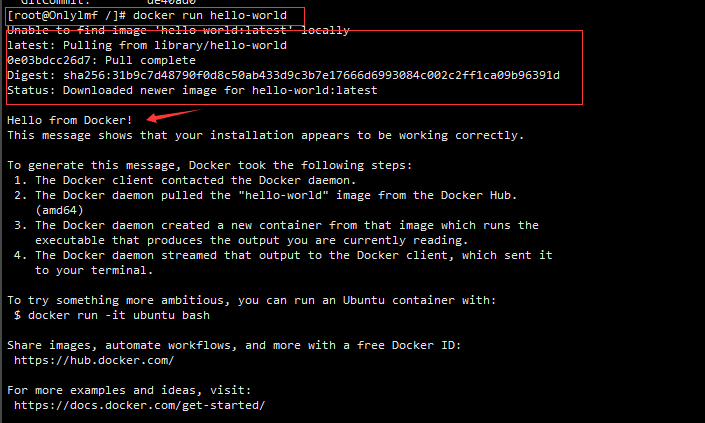 GitCommit: de40ad0
[root@Onlylmf /]# docker run hello-world
Unable to find image 'hello-world:latest' locally
latest: Pulling from library/hello-world
0e03bdcc26d7: Pull complete
Digest: sha256:31b9c7d48790f0d8c50ab433d9c3b7e17666d6993084c002c2ff1ca09b96391d
Status: Downloaded newer image for hello-world:latest
Hello from Docker!
This message shows that your installation appears to be working correctly.
To generate this message, Docker took the following steps:
1. The Docker client contacted the Docker daemon.
2. The Docker daemon pulled the "hello-world" image from the Docker Hub.
(amd64)
3. The Docker daemon created a new container from that image which runs the
executable that produces the output you are currently reading.
4. The Docker daemon streamed that output to the Docker client, which sent it
to your terminal.
To try something more ambitious, you can run an Ubuntu container with:
$ docker run -it ubuntu bash
Share images, automate workflows, and more with a free Docker ID:
https://hub.docker.com/
For more examples and ideas, visit:
https://docs.docker.com/get-started/